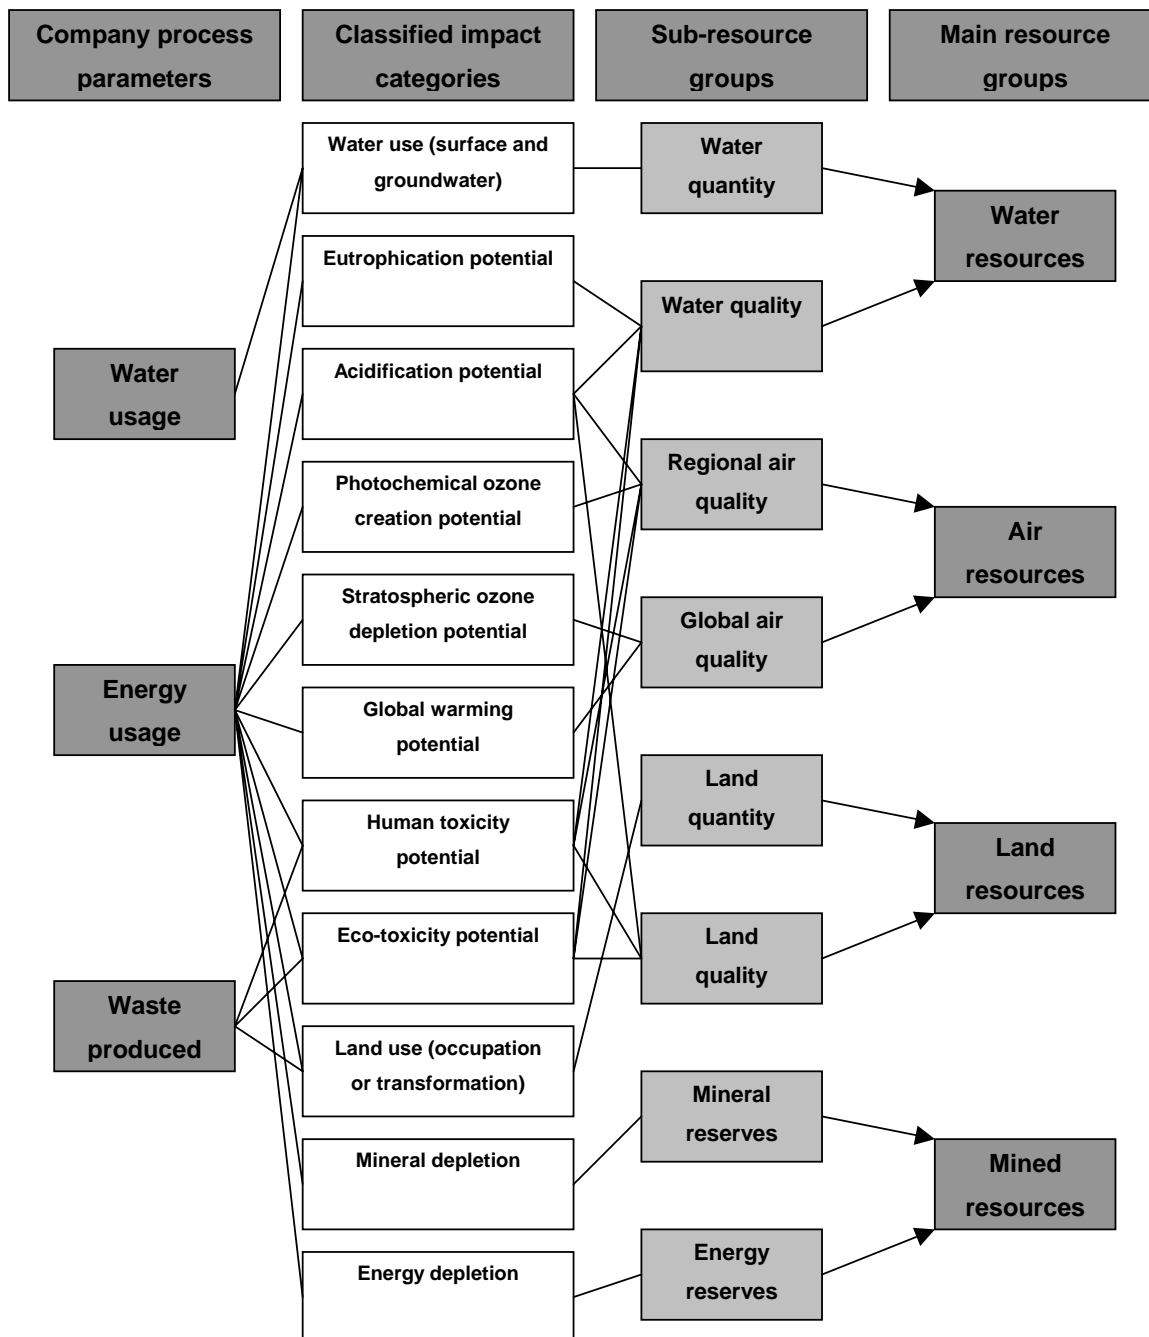 Company process
parameters
Classified impact
categories
Sub-resource
groups
Main resource
groups
Water
usage
Energy
usage
Waste
produced
Water use (surface and
groundwater)
Eutrophication potential
Acidification potential
Photochemical ozone
creation potential
Stratospheric ozone
depletion potential
Global warming
potential
Human toxicity
potential
Eco-toxicity potential
Land use (occupation
or transformation)
Mineral depletion
Energy depletion
Water
quantity
Water quality
Regional air
quality
Global air
quality
Land
quantity
Land
quality
Mineral
reserves
Energy
reserves
Water
resources
Air
resources
Land
resources
Mined
resources